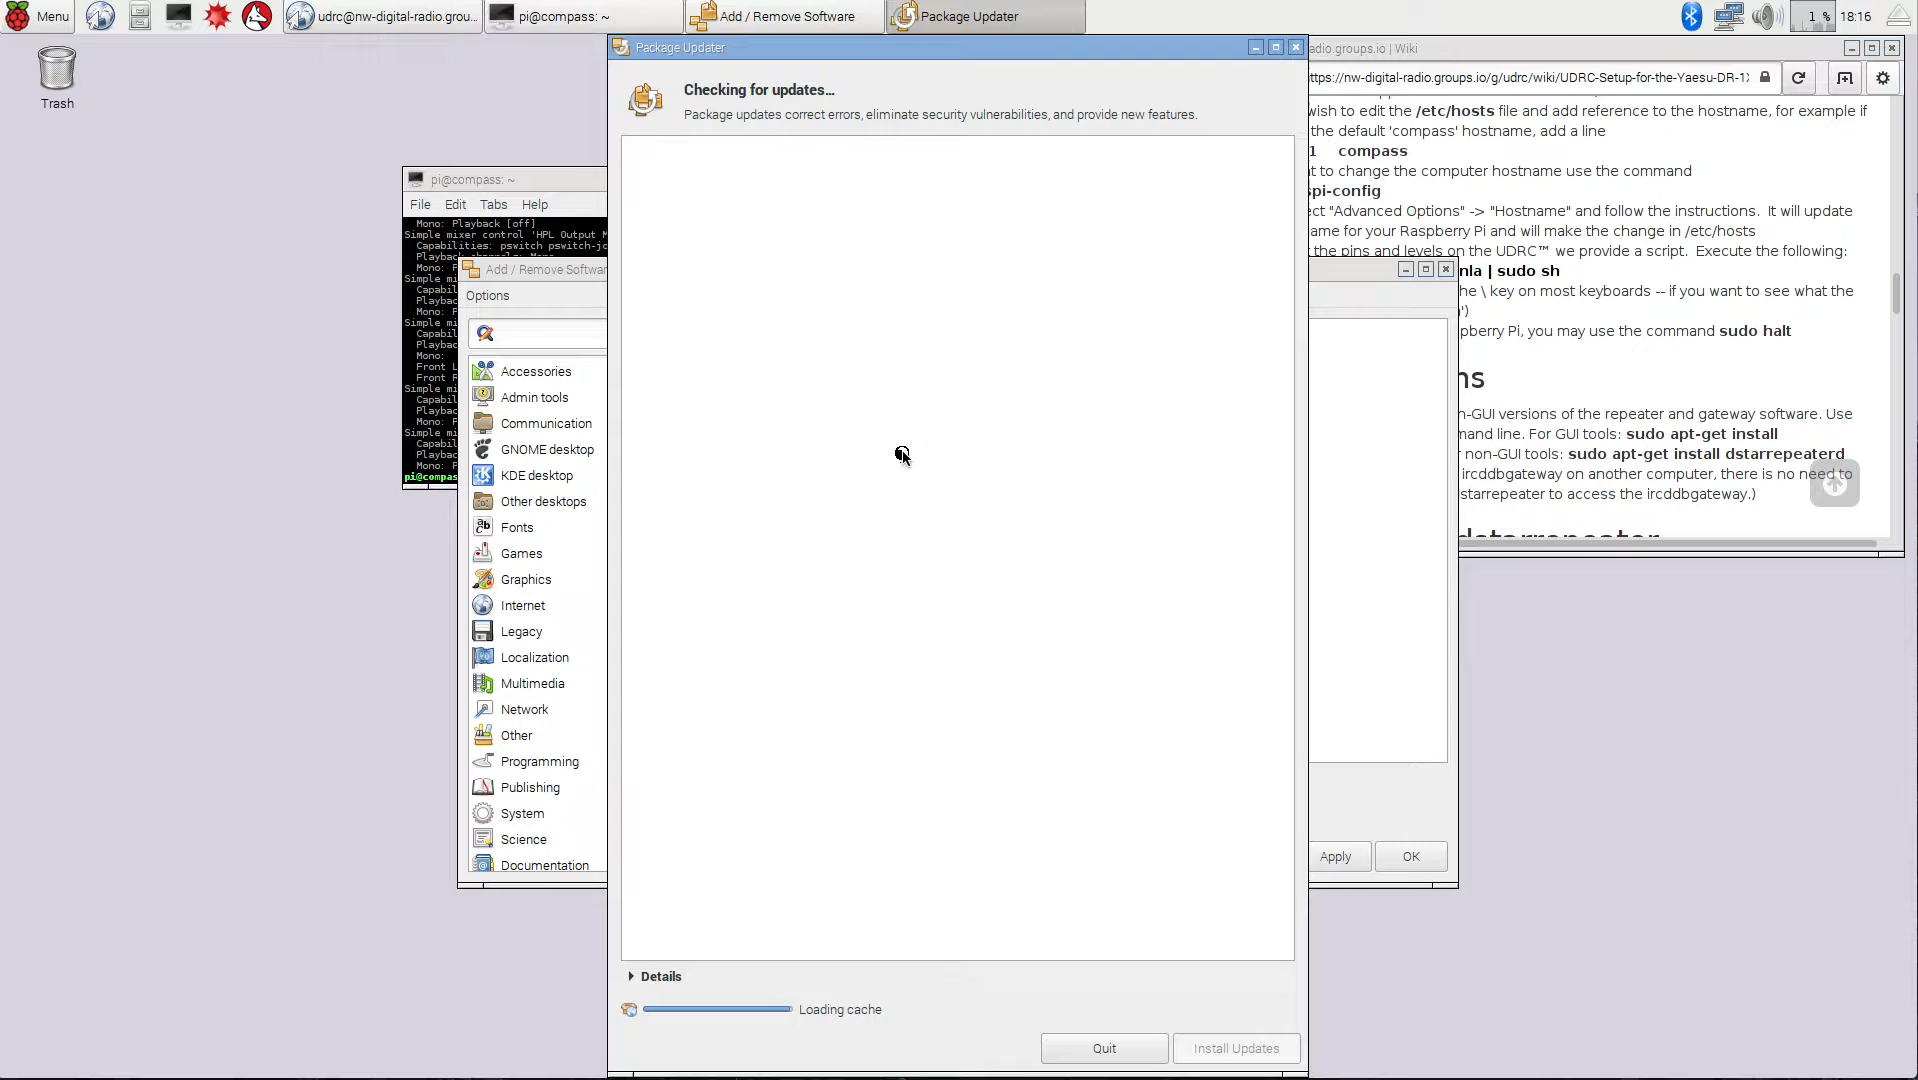 Menu
udrc@nw-digital-radio.grou...
pi@compass: ~
Add / Remove Software
Package Updater
1 %
18:16
Trash
Package Updater
Checking for updates...
Package updates correct errors, eliminate security vulnerabilities, and provide new features.
Details
Loading cache
Quit
Install Updates
pi@compass: ~
File Edit Tabs Help
Mono: Playback [off]
Simple mixer control 'HPL Output M
Capabilities: pswitch pswitch-jo
Add / Remove Softwar
Options
Accessories
Admin tools
Communication
GNOME desktop
KDE desktop
Other desktops
Fonts
Games
Graphics
Internet
Legacy
Localization
Multimedia
Network
Other
Programming
Publishing
System
Science
Documentation
Apply
OK
pi@compas
adio.groups.io | Wiki
ttps://nw-digital-radio.groups.io/g/udrc/wiki/UDRC-Setup-for-the-Yaesu-DR-1
wish to edit the /etc/hosts file and add reference to the hostname, for example if
the default 'compass' hostname, add a line
1 compass
t to change the computer hostname use the command
spi-config
ect "Advanced Options" -> "Hostname" and follow the instructions. It will update
ame for your Raspberry Pi and will make the change in /etc/hosts
t the pins and levels on the UDRC™ we provide a script. Execute the following:
nla | sudo sh
he \ key on most keyboards -- if you want to see what the
')
pberry Pi, you may use the command sudo halt
ns
n-GUI versions of the repeater and gateway software. Use
mand line. For GUI tools: sudo apt-get install
r non-GUI tools: sudo apt-get install dstarrepeaterd
ircddbgateway on another computer, there is no need to
starrepeater to access the ircddbgateway.)
dstarrepeater